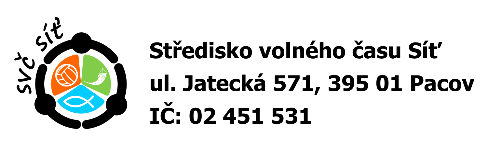 svč síť
Středisko volného času Síť
ul. Jatecká 571, 395 01 Pacov
IČ: 02 451 531